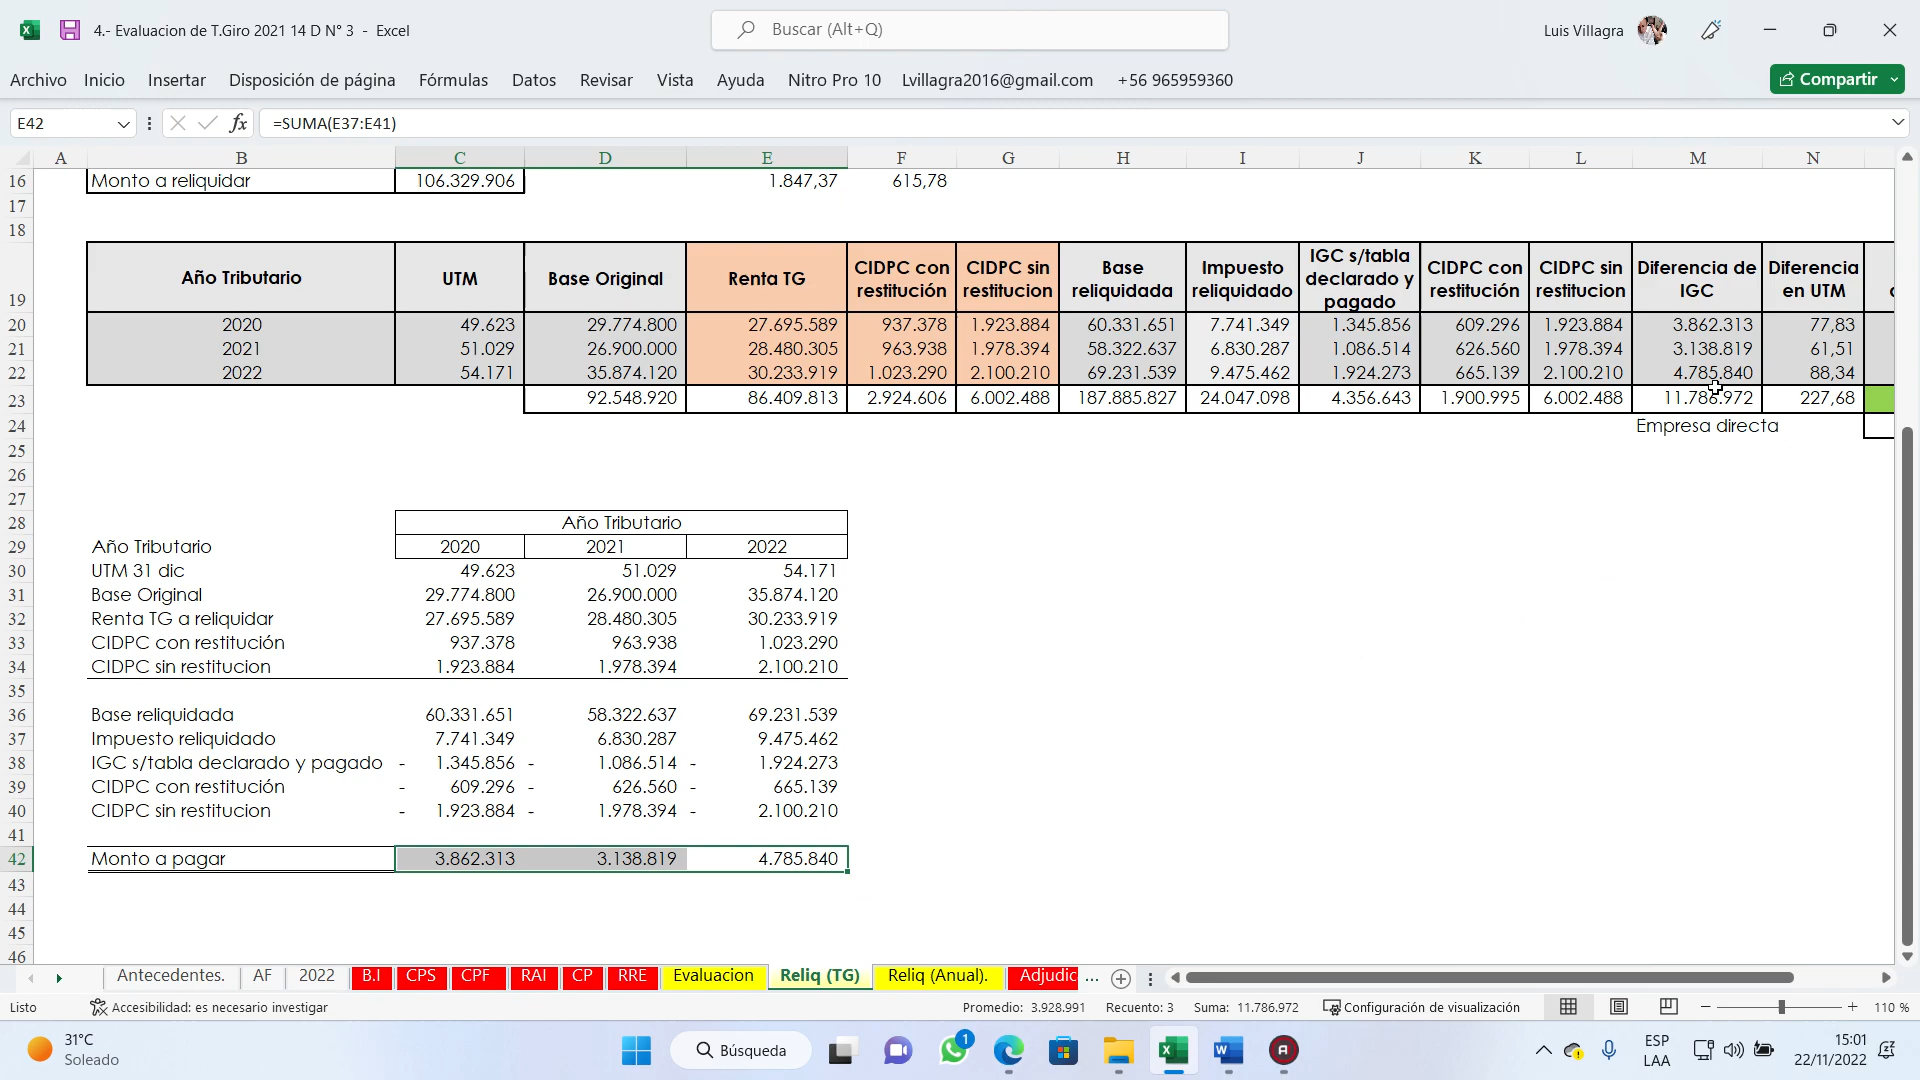 4.- Evaluacion de T.Giro 2021 14 D N° 3 - Excel
Buscar (Alt+Q)
Luis Villagra
Archivo Inicio Insertar Disposición de página Fórmulas Datos Revisar Vista Ayuda Nitro Pro 10 Lvillagra2016@gmail.com +56 965959360
Compartir
E42 fx =SUMA(E37:E41)
A B C D E F G H I J K L M N
16 Monto a reliquidar 106.329.906 1.847,37 615,78
17
18
19 Año Tributario UTM Base Original Renta TG CIDPC con restitución CIDPC sin restitucion Base reliquidada Impuesto reliquidado IGC s/tabla declarado y pagado CIDPC con restitución CIDPC sin restitucion Diferencia de IGC Diferencia en UTM
20 2020 49.623 29.774.800 27.695.589 937.378 1.923.884 60.331.651 7.741.349 1.345.856 609.296 1.923.884 3.862.313 77,83
21 2021 51.029 26.900.000 28.480.305 963.938 1.978.394 58.322.637 6.830.287 1.086.514 626.560 1.978.394 3.138.819 61,51
22 2022 54.171 35.874.120 30.233.919 1.023.290 2.100.210 69.231.539 9.475.462 1.924.273 665.139 2.100.210 4.785.840 88,34
23 92.548.920 86.409.813 2.924.606 6.002.488 187.885.827 24.047.098 4.356.643 1.900.995 6.002.488 11.786.972 227,68
24 Empresa directa
25
26
27
28 Año Tributario
29 Año Tributario 2020 2021 2022
30 UTM 31 dic 49.623 51.029 54.171
31 Base Original 29.774.800 26.900.000 35.874.120
32 Renta TG a reliquidar 27.695.589 28.480.305 30.233.919
33 CIDPC con restitución 937.378 963.938 1.023.290
34 CIDPC sin restitucion 1.923.884 1.978.394 2.100.210
35
36 Base reliquidada 60.331.651 58.322.637 69.231.539
37 Impuesto reliquidado 7.741.349 6.830.287 9.475.462
38 IGC s/tabla declarado y pagado - 1.345.856 - 1.086.514 - 1.924.273
39 CIDPC con restitución - 609.296 - 626.560 - 665.139
40 CIDPC sin restitucion - 1.923.884 - 1.978.394 - 2.100.210
41
42 Monto a pagar 3.862.313 3.138.819 4.785.840
43
44
45
46
Antecedentes. AF 2022 B.I CPS CPF RAI CP RRE Evaluacion Reliq (TG) Reliq (Anual). Adjudic ...
Listo Accesibilidad: es necesario investigar Promedio: 3.928.991 Recuento: 3 Suma: 11.786.972 Configuración de visualización 110 %
31°C
Soleado
Búsqueda
1
ESP
LAA
15:01
22/11/2022